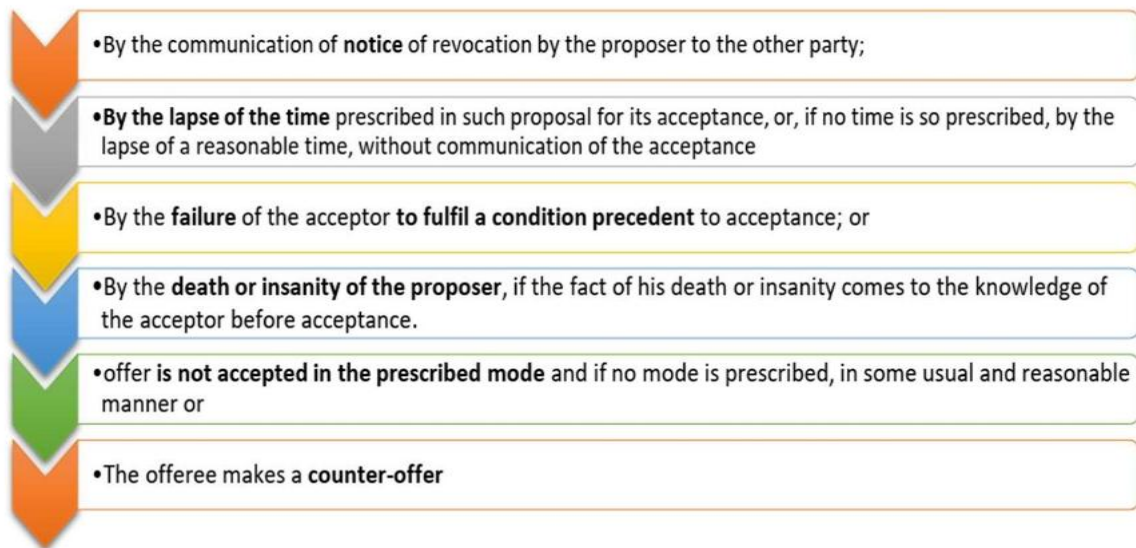 •By the communication of notice of revocation by the proposer to the other party;
•By the lapse of the time prescribed in such proposal for its acceptance, or, if no time is so prescribed, by the
lapse of a reasonable time, without communication of the acceptance
•By the failure of the acceptor to fulfil a condition precedent to acceptance; or
•By the death or insanity of the proposer, if the fact of his death or insanity comes to the knowledge of
the acceptor before acceptance.
•offer is not accepted in the prescribed mode and if no mode is prescribed, in some usual and reasonable
manner or
•The offeree makes a counter-offer